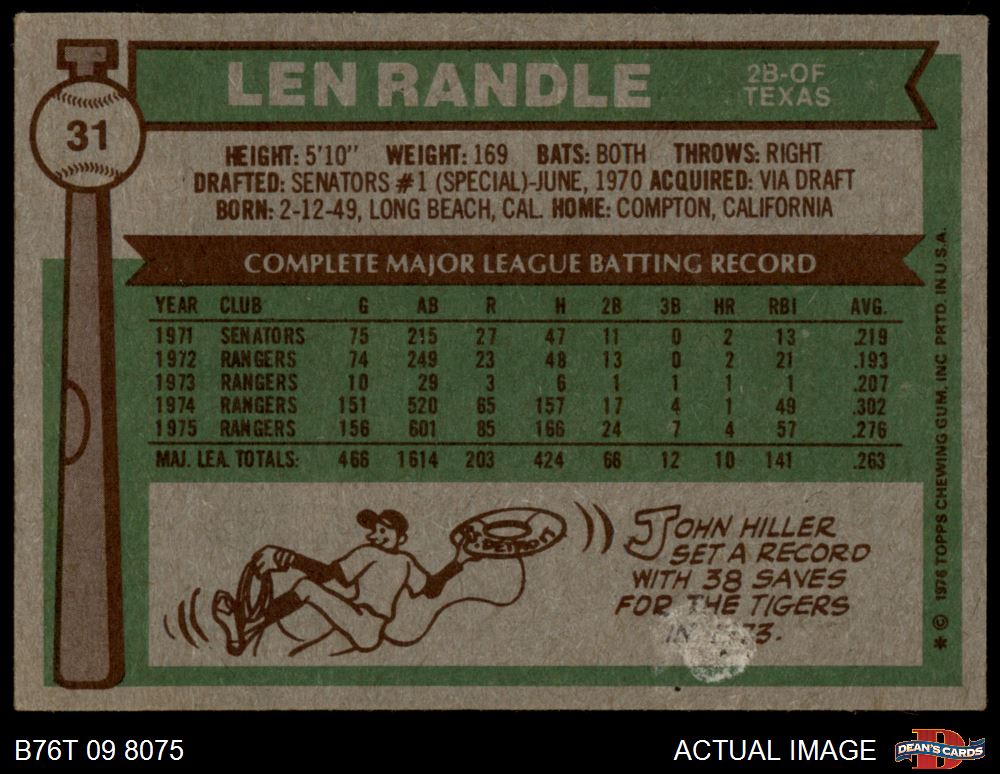 31
LEN RANDLE
2B-OF
TEXAS
HEIGHT: 5'10" WEIGHT: 169 BATS: BOTH THROWS: RIGHT
DRAFTED: SENATORS #1 (SPECIAL)-JUNE, 1970 ACQUIRED: VIA DRAFT
BORN: 2-12-49, LONG BEACH, CAL. HOME: COMPTON, CALIFORNIA
COMPLETE MAJOR LEAGUE BATTING RECORD
YEAR CLUB G AB R H 2B 3B HR RBI AVG.
1971 SENATORS 75 215 27 47 11 0 2 13 .219
1972 RANGERS 74 249 23 48 13 0 2 21 .193
1973 RANGERS 10 29 3 6 1 1 1 1 .207
1974 RANGERS 151 520 65 157 17 4 1 49 .302
1975 RANGERS 156 601 85 166 24 7 4 57 .276
MAJ. LEA. TOTALS: 466 1614 203 424 66 12 10 141 .263
DETROIT
JOHN HILLER
SET A RECORD
WITH 38 SAVES
FOR THE TIGERS
IN 73.
* © 1976 TOPPS CHEWING GUM, INC. PRTD. IN U.S.A.
B76T 09 8075
ACTUAL IMAGE
D
DEAN'S CARDS